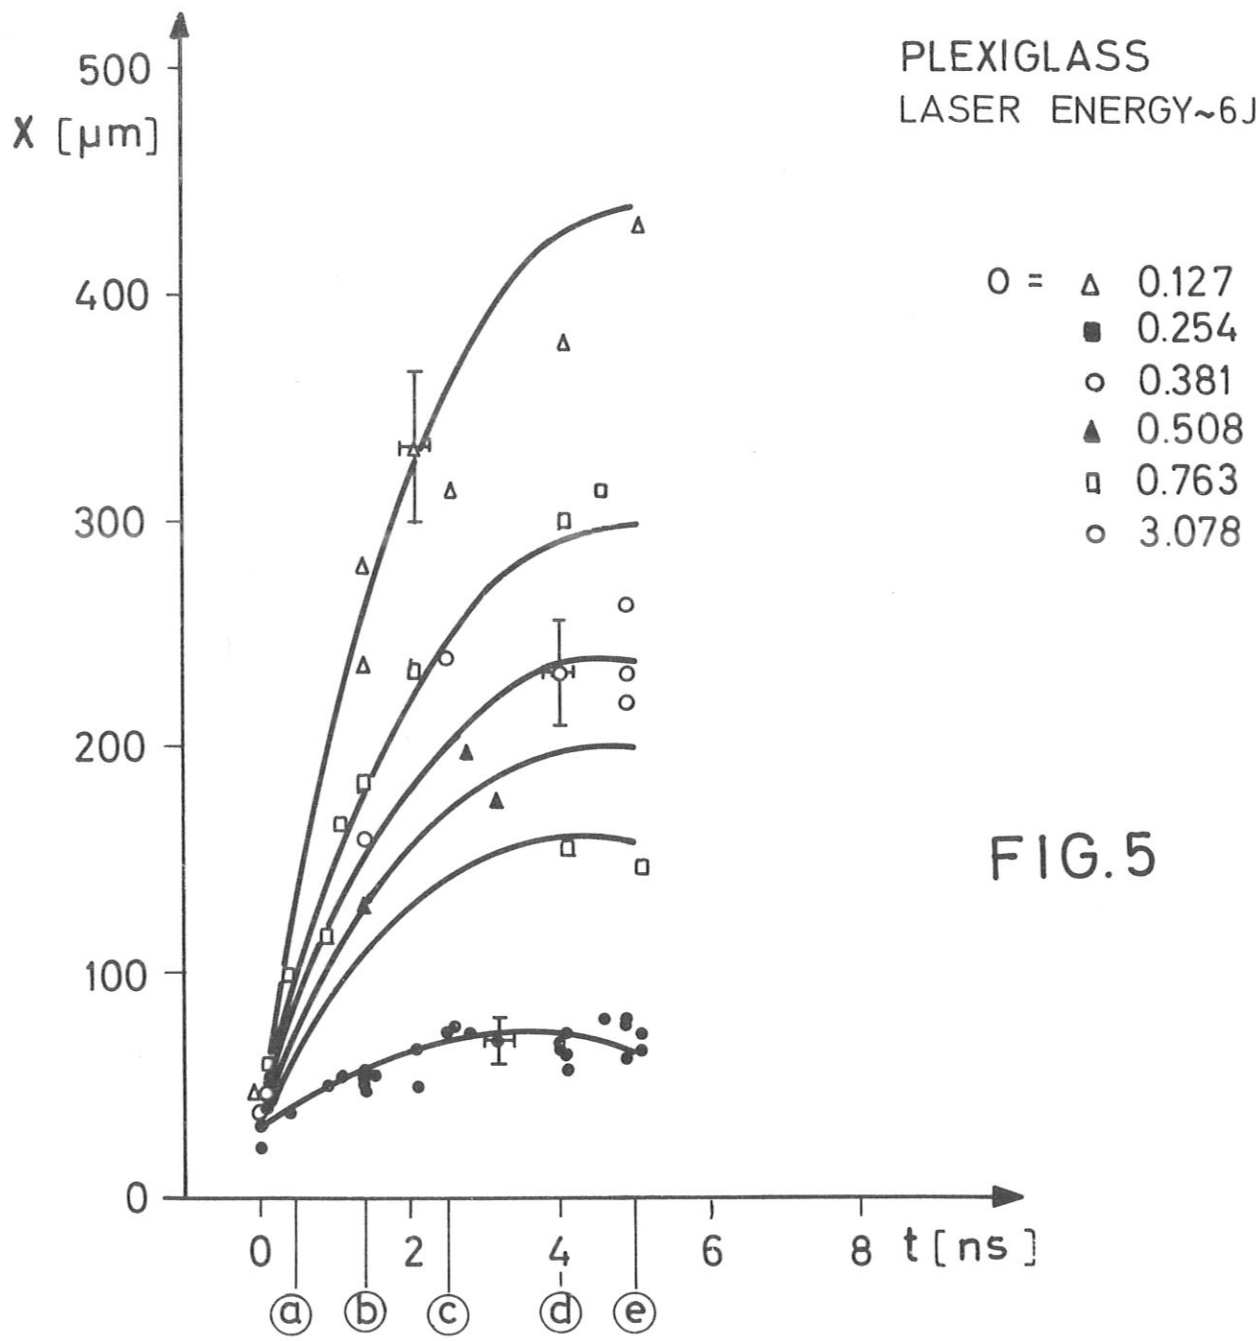 PLEXIGLASS
LASER ENERGY~6J
500
X [µm]
400
300
200
100
0
O = △ 0.127
■ 0.254
○ 0.381
▲ 0.508
□ 0.763
○ 3.078
FIG.5
0 2 4 6 8 t [ns]
ⓐ ⓑ ⓒ ⓓ ⓔ